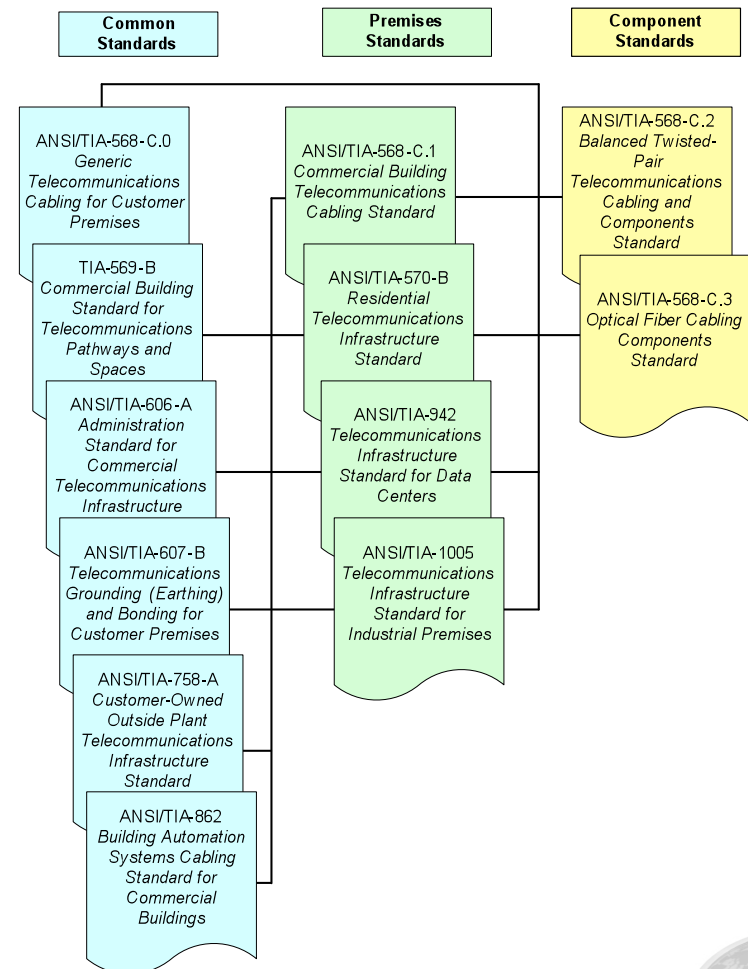 Common
Standards
Premises
Standards
Component
Standards
ANSI/TIA-568-C.0
Generic
Telecommunications
Cabling for Customer
Premises
TIA-569-B
Commercial Building
Standard for
Telecommunications
Pathways and
Spaces
ANSI/TIA-606-A
Administration
Standard for
Commercial
Telecommunications
Infrastructure
ANSI/TIA-607-B
Telecommunications
Grounding (Earthing)
and Bonding for
Customer Premises
ANSI/TIA-758-A
Customer-Owned
Outside Plant
Telecommunications
Infrastructure
Standard
ANSI/TIA-862
Building Automation
Systems Cabling
Standard for
Commercial
Buildings
ANSI/TIA-568-C.1
Commercial Building
Telecommunications
Cabling Standard
ANSI/TIA-570-B
Residential
Telecommunications
Infrastructure
Standard
ANSI/TIA-942
Telecommunications
Infrastructure
Standard for Data
Centers
ANSI/TIA-1005
Telecommunications
Infrastructure
Standard for
Industrial Premises
ANSI/TIA-568-C.2
Balanced Twisted-
Pair
Telecommunications
Cabling and
Components
Standard
ANSI/TIA-568-C.3
Optical Fiber Cabling
Components
Standard